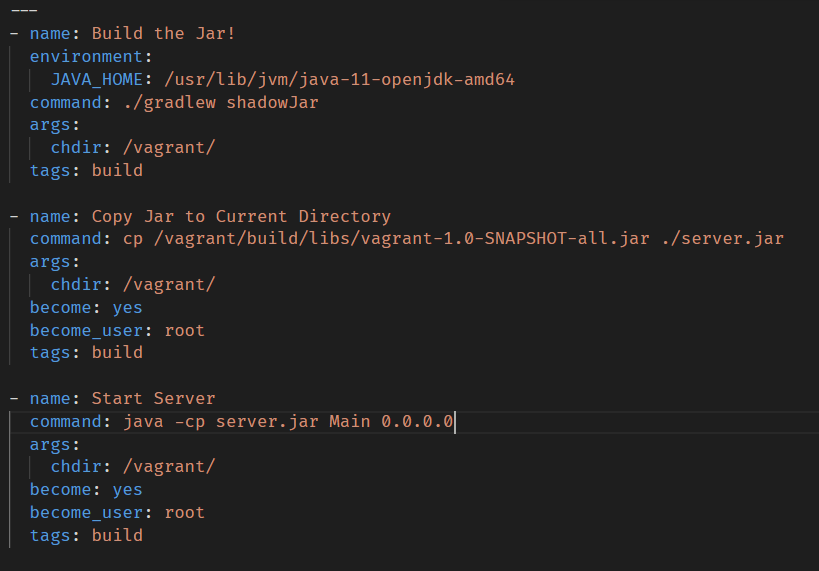 ---
- name: Build the Jar!
  environment:
    JAVA_HOME: /usr/lib/jvm/java-11-openjdk-amd64
  command: ./gradlew shadowJar
  args:
    chdir: /vagrant/
  tags: build

- name: Copy Jar to Current Directory
  command: cp /vagrant/build/libs/vagrant-1.0-SNAPSHOT-all.jar ./server.jar
  args:
    chdir: /vagrant/
  become: yes
  become_user: root
  tags: build

- name: Start Server
  command: java -cp server.jar Main 0.0.0.0
  args:
    chdir: /vagrant/
  become: yes
  become_user: root
  tags: build